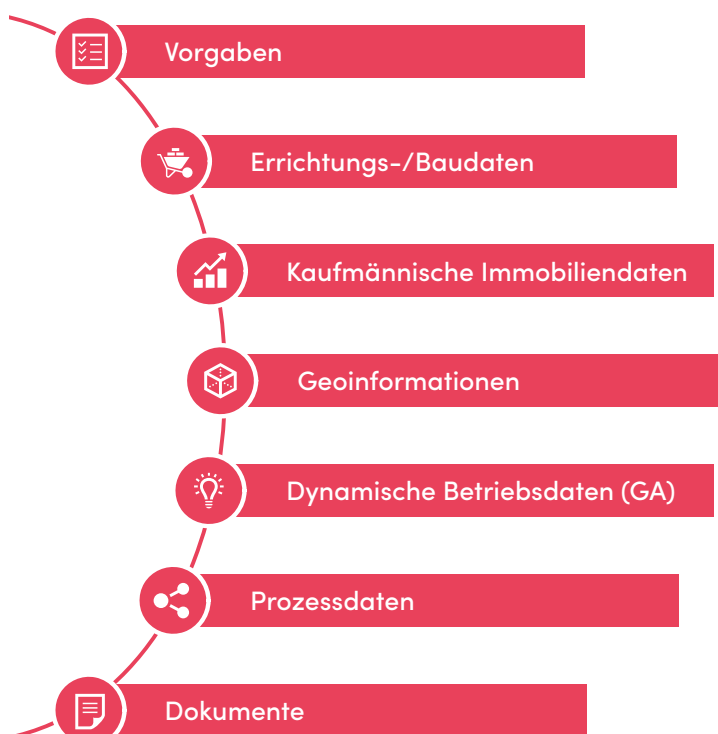 Vorgaben
Errichtungs-/Baudaten
Kaufmännische Immobiliendaten
Geoinformationen
Dynamische Betriebsdaten (GA)
Prozessdaten
Dokumente